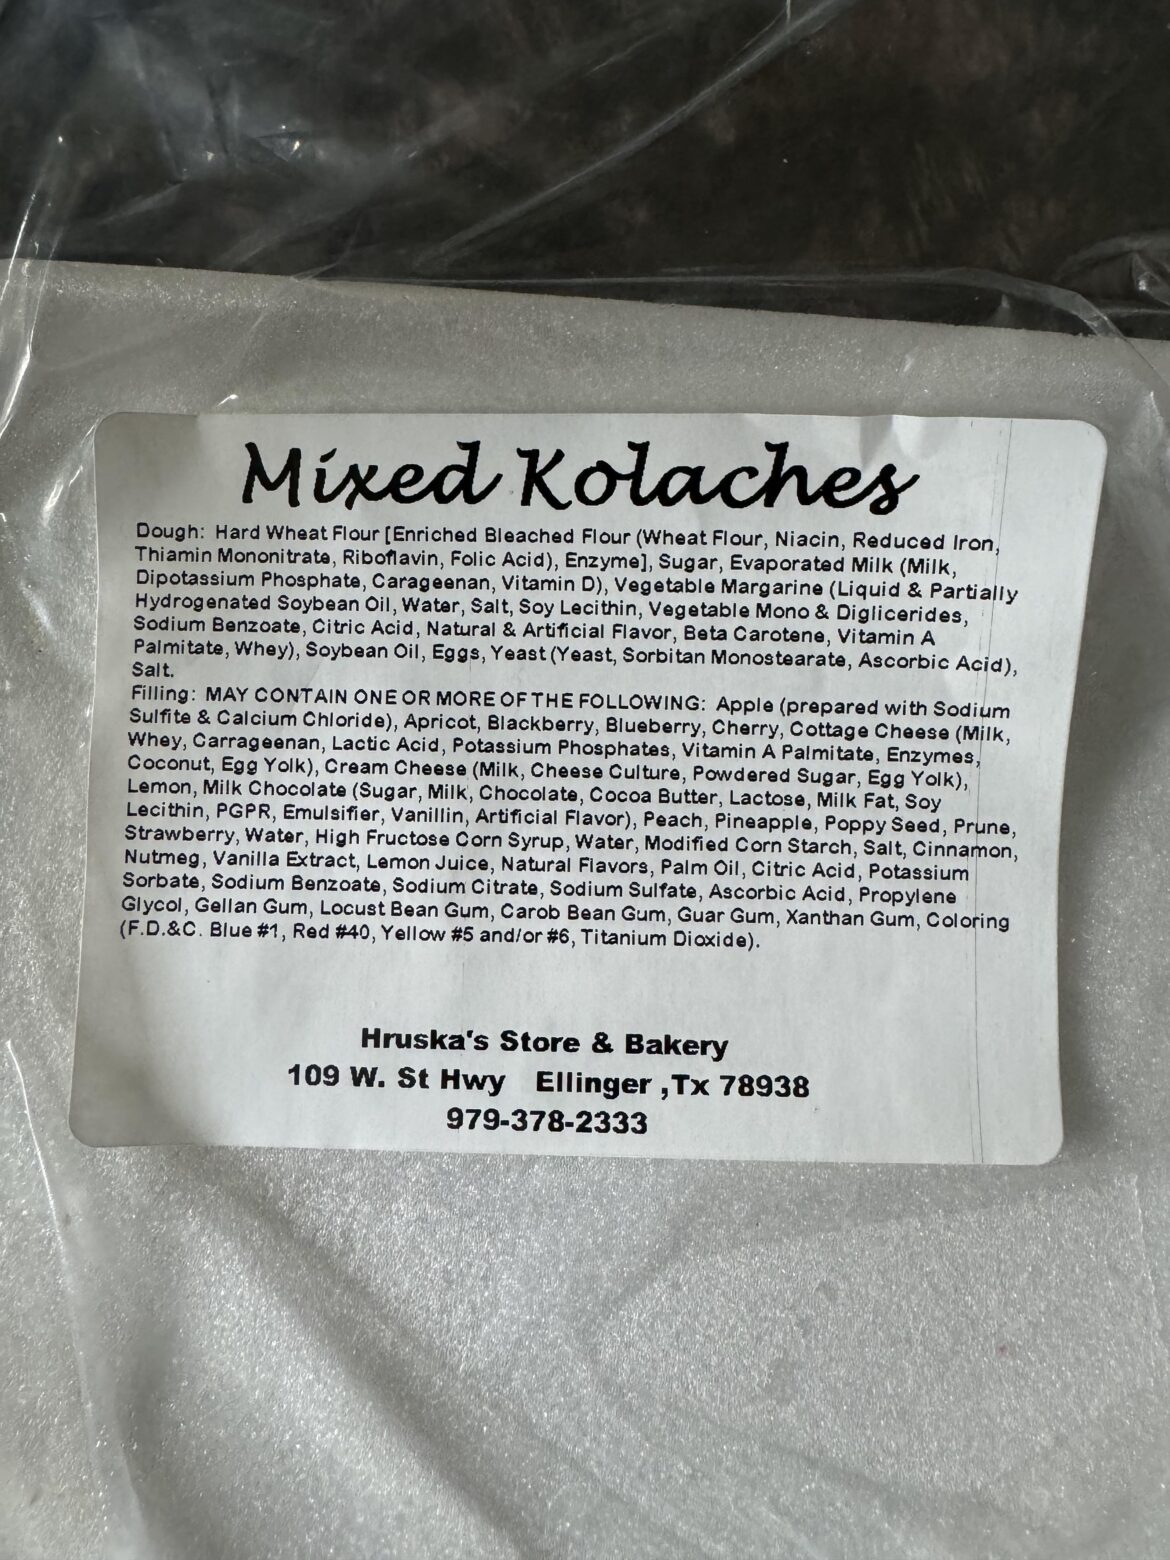 Mixed Kolaches
Dough: Hard Wheat Flour [Enriched Bleached Flour (Wheat Flour, Niacin, Reduced Iron,
Thiamin Mononitrate, Riboflavin, Folic Acid), Enzyme], Sugar, Evaporated Milk (Milk,
Dipotassium Phosphate, Carageenan, Vitamin D), Vegetable Margarine (Liquid & Partially
Hydrogenated Soybean Oil, Water, Salt, Soy Lecithin, Vegetable Mono & Diglicerides,
Sodium Benzoate, Citric Acid, Natural & Artificial Flavor, Beta Carotene, Vitamin A
Palmitate, Whey), Soybean Oil, Eggs, Yeast (Yeast, Sorbitan Monostearate, Ascorbic Acid),
Salt.
Filling: MAY CONTAIN ONE OR MORE OF THE FOLLOWING: Apple (prepared with Sodium
Sulfite & Calcium Chloride), Apricot, Blackberry, Blueberry, Cherry, Cottage Cheese (Milk,
Whey, Carrageenan, Lactic Acid, Potassium Phosphates, Vitamin A Palmitate, Enzymes,
Coconut, Egg Yolk), Cream Cheese (Milk, Cheese Culture, Powdered Sugar, Egg Yolk),
Lemon, Milk Chocolate (Sugar, Milk, Chocolate, Cocoa Butter, Lactose, Milk Fat, Soy
Lecithin, PGPR, Emulsifier, Vanillin, Artificial Flavor), Peach, Pineapple, Poppy Seed, Prune,
Strawberry, Water, High Fructose Corn Syrup, Water, Modified Corn Starch, Salt, Cinnamon,
Nutmeg, Vanilla Extract, Lemon Juice, Natural Flavors, Palm Oil, Citric Acid, Potassium
Sorbate, Sodium Benzoate, Sodium Citrate, Sodium Sulfate, Ascorbic Acid, Propylene
Glycol, Gellan Gum, Locust Bean Gum, Carob Bean Gum, Guar Gum, Xanthan Gum, Coloring
(F.D.&C. Blue #1, Red #40, Yellow #5 and/or #6, Titanium Dioxide).
Hruska's Store & Bakery
109 W. St Hwy Ellinger ,Tx 78938
979-378-2333